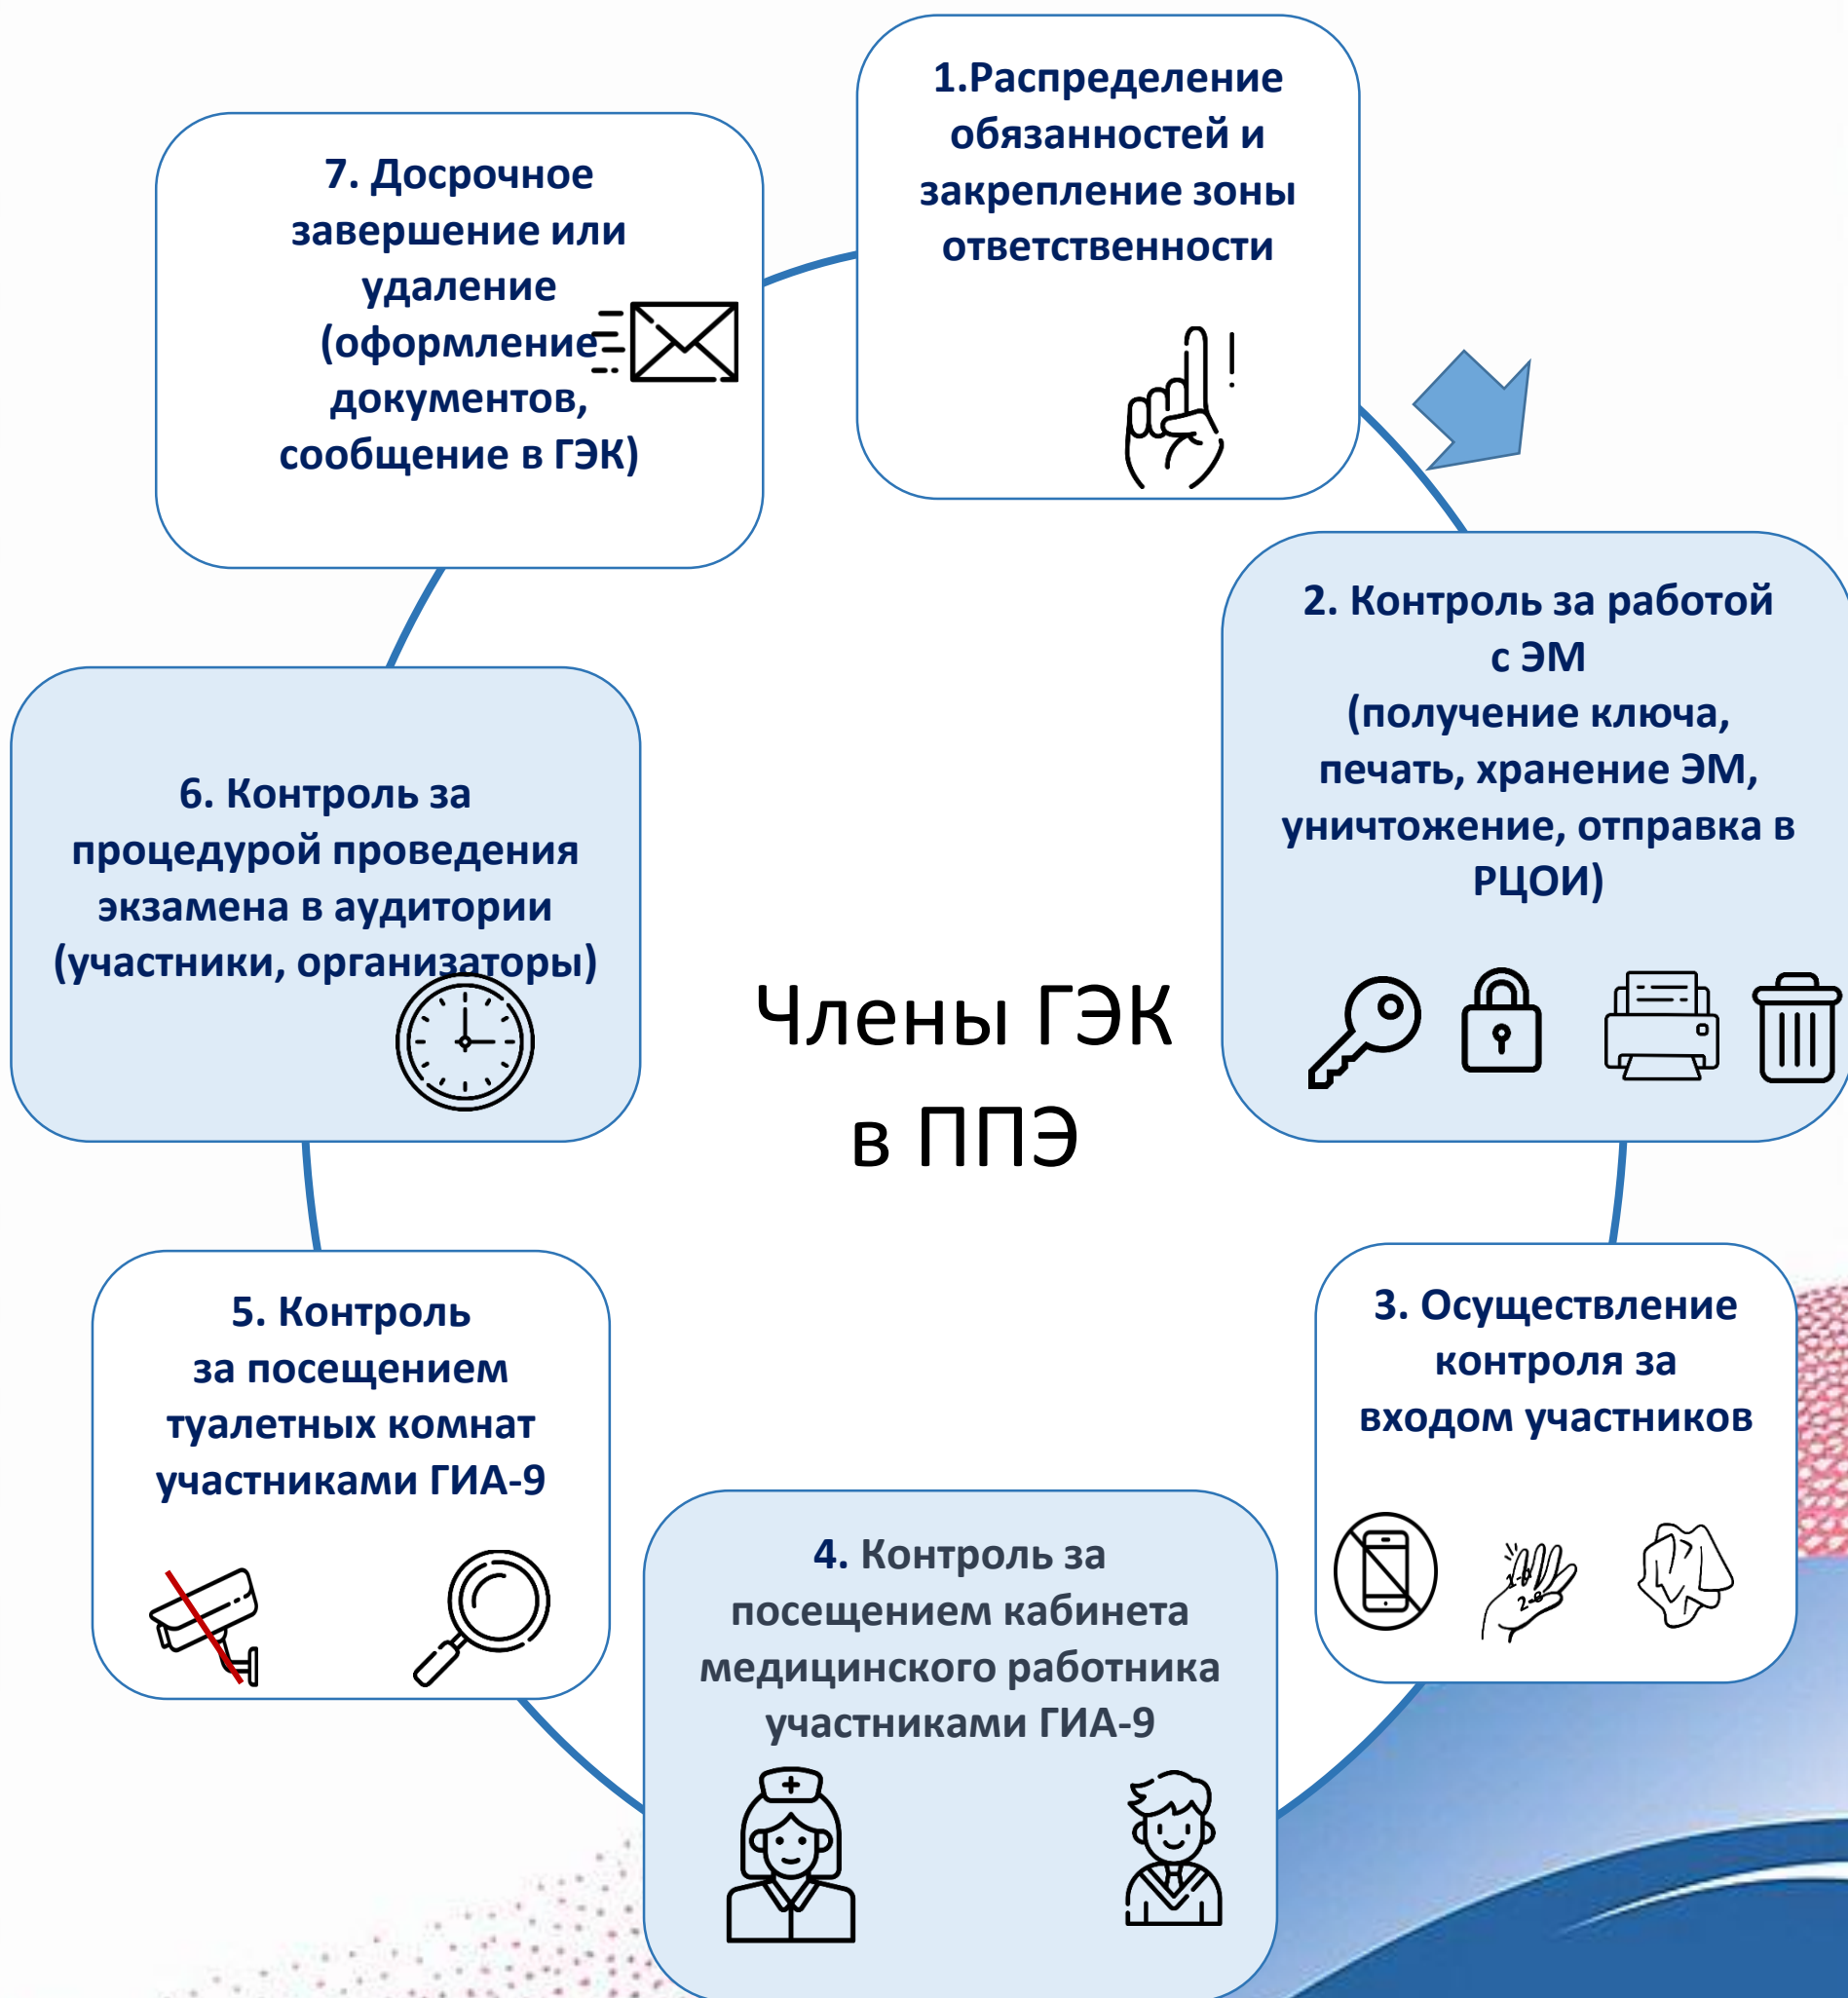 1.Распределение
обязанностей и
закрепление зоны
ответственности
!
2. Контроль за работой
с ЭМ
(получение ключа,
печать, хранение ЭМ,
уничтожение, отправка в
РЦОИ)
3. Осуществление
контроля за
входом участников
4. Контроль за
посещением кабинета
медицинского работника
участниками ГИА-9
5. Контроль
за посещением
туалетных комнат
участниками ГИА-9
6. Контроль за
процедурой проведения
экзамена в аудитории
(участники, организаторы)
7. Досрочное
завершение или
удаление
(оформление
документов,
сообщение в ГЭК)
Члены ГЭК
в ППЭ